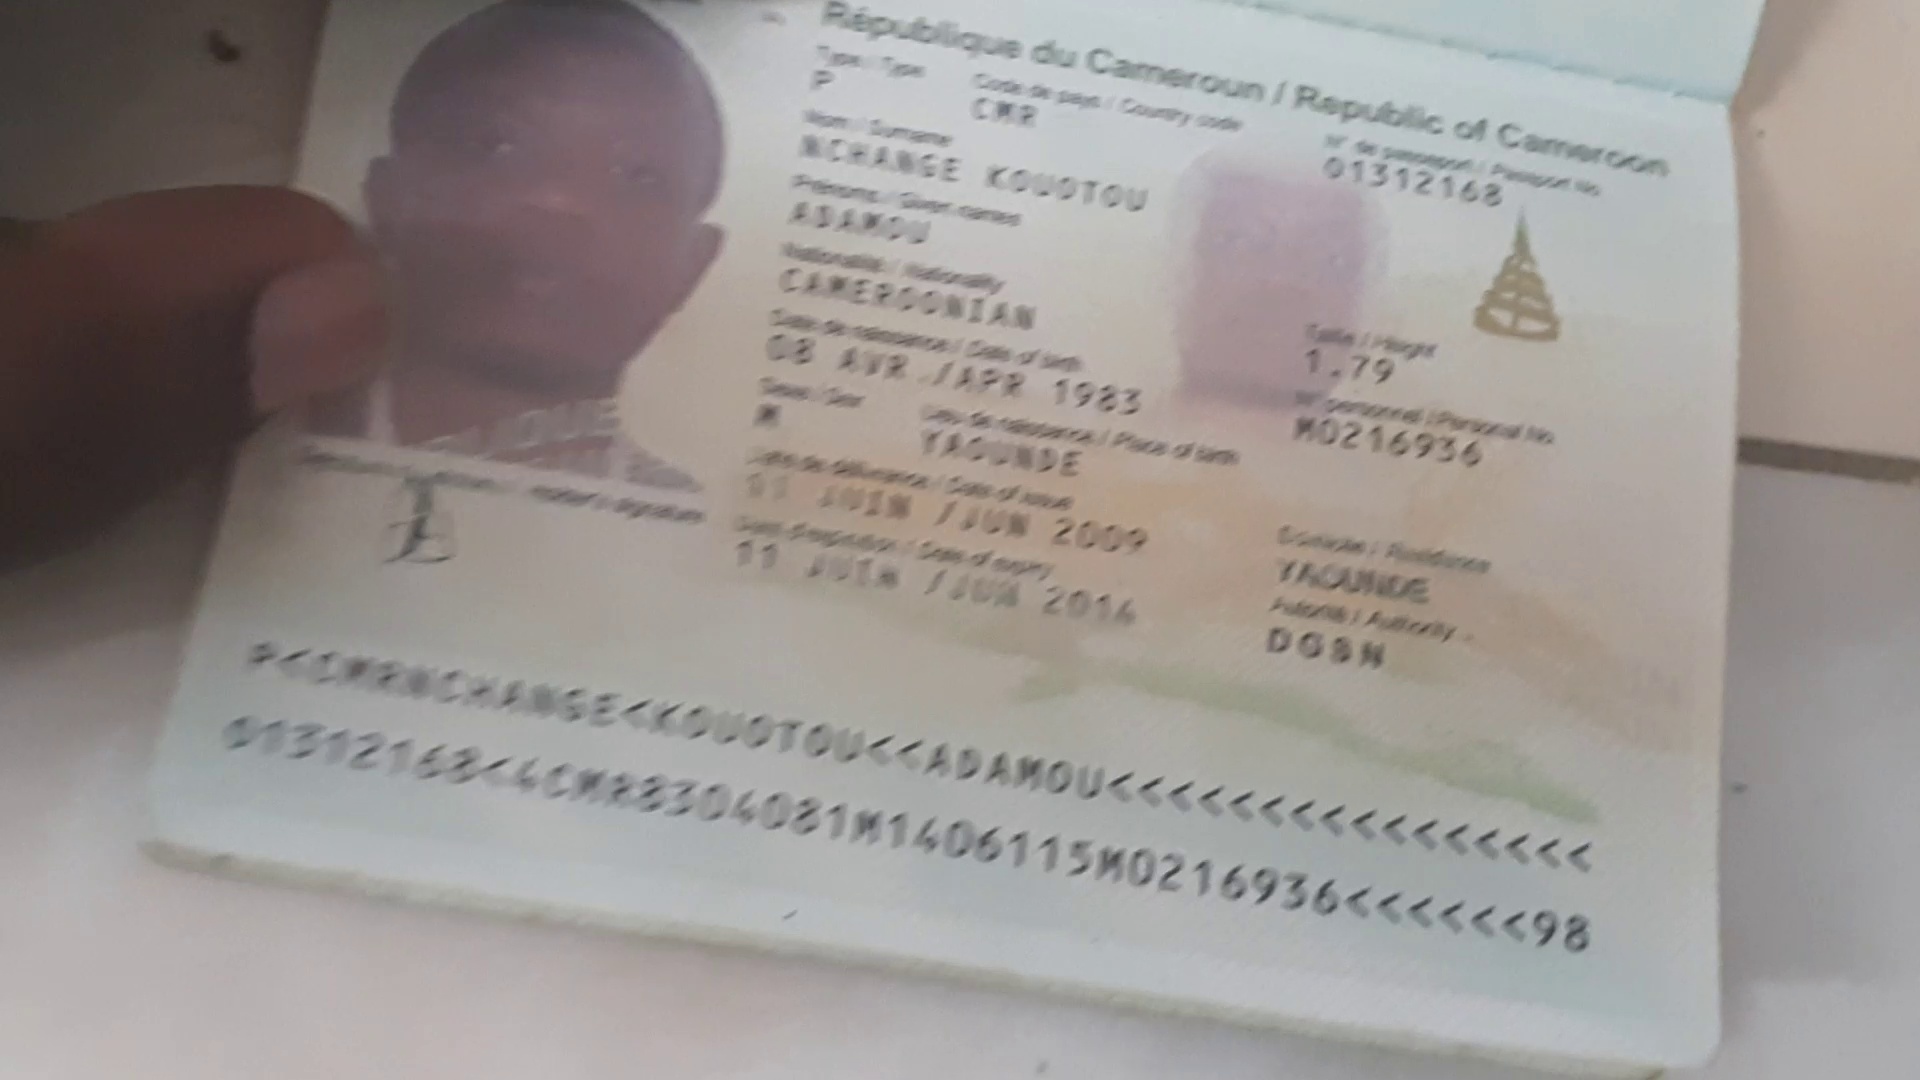 République du Cameroun / Republic of Cameroon
Type / Type
P
Code de pays / Country code
CMR
N° de passeport / Passport No
01312168
Nom / Surname
NCHANGE KOUOTOU
Prénoms / Given names
ADAMOU
Nationalité / Nationality
CAMEROONIAN
Date de naissance / Date of birth
08 AVR ./APR 1983
Taille / Height
1.79
Sexe / Sex
M
Lieu de naissance / Place of birth
YAOUNDE
N° personnel / Personal No
M0216936
Date de délivrance / Date of issue
11 JUIN /JUN 2009
Date d'expiration / Date of expiry
11 JUIN /JUN 2014
Domicile / Residence
YAOUNDE
Autorité / Authority
DGSN
holder's signature
P<CMRNCHANGE<KOUOTOU<<ADAMOU<<<<<<<<<<<<<<<<
01312168<4CMR8304081M1406115M0216936<<<<<<98